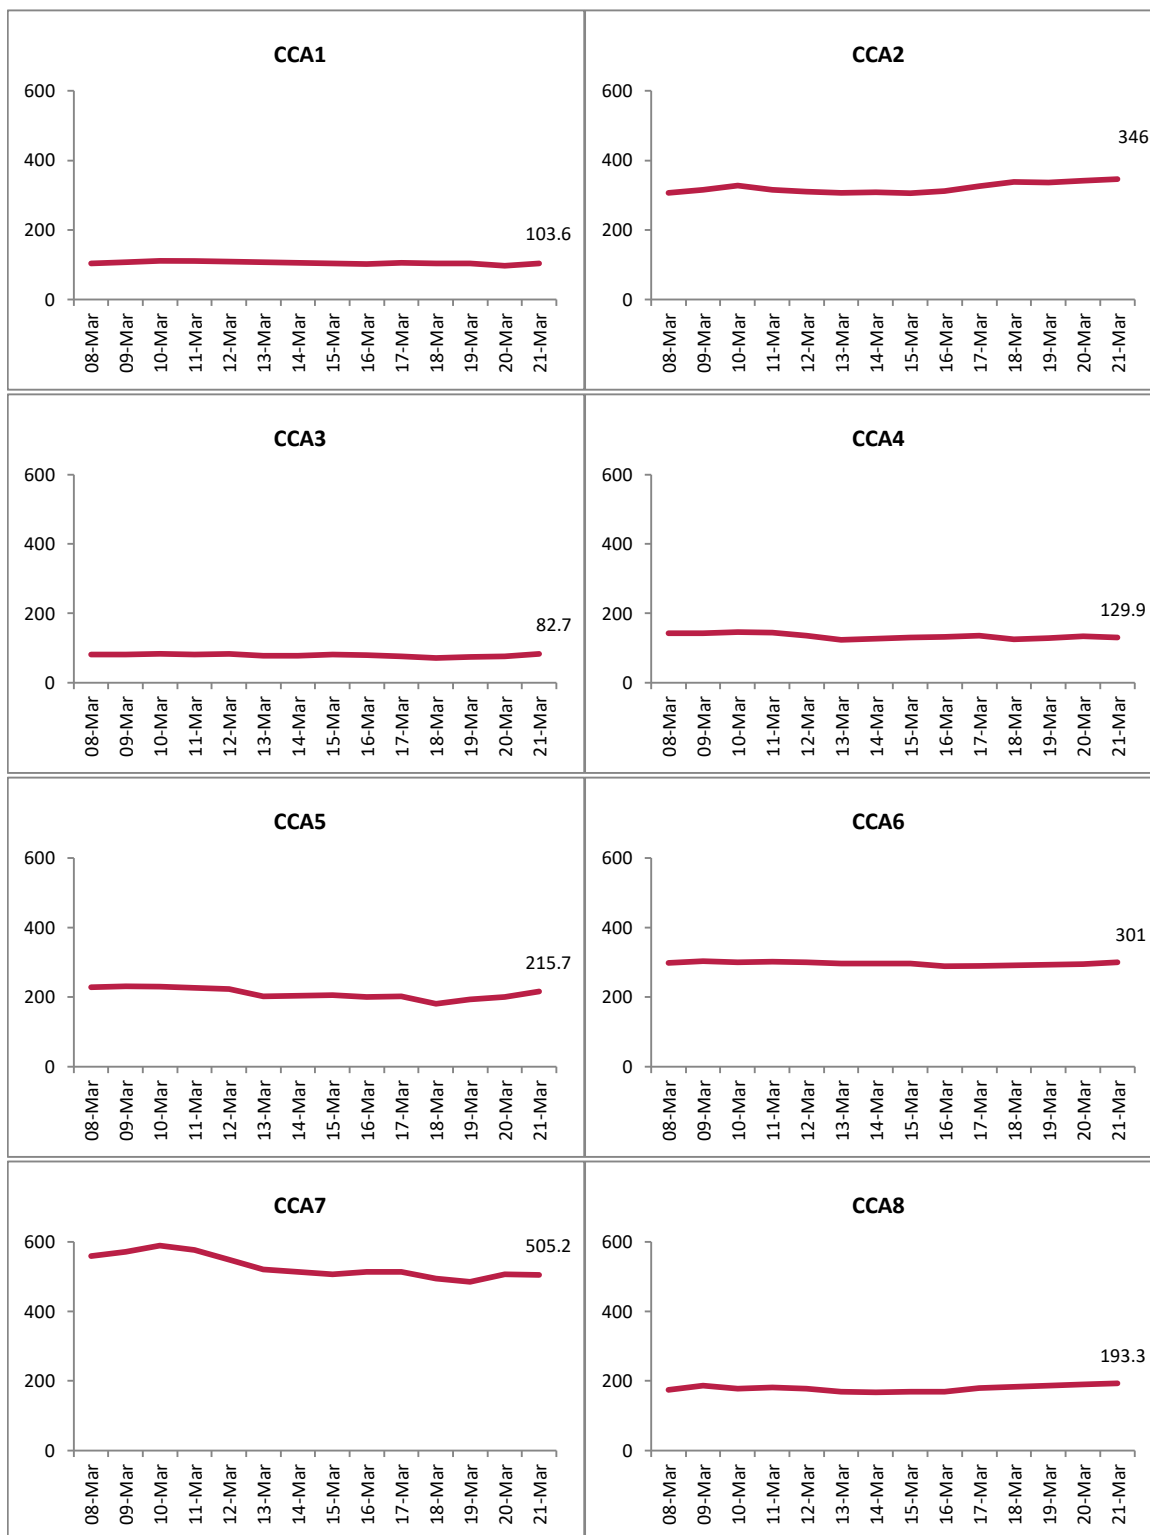 CCA1
600
400
200
0
103.6
08-Mar
09-Mar
10-Mar
11-Mar
12-Mar
13-Mar
14-Mar
15-Mar
16-Mar
17-Mar
18-Mar
19-Mar
20-Mar
21-Mar
CCA2
600
400
200
0
346
08-Mar
09-Mar
10-Mar
11-Mar
12-Mar
13-Mar
14-Mar
15-Mar
16-Mar
17-Mar
18-Mar
19-Mar
20-Mar
21-Mar
CCA3
600
400
200
0
82.7
08-Mar
09-Mar
10-Mar
11-Mar
12-Mar
13-Mar
14-Mar
15-Mar
16-Mar
17-Mar
18-Mar
19-Mar
20-Mar
21-Mar
CCA4
600
400
200
0
129.9
08-Mar
09-Mar
10-Mar
11-Mar
12-Mar
13-Mar
14-Mar
15-Mar
16-Mar
17-Mar
18-Mar
19-Mar
20-Mar
21-Mar
CCA5
600
400
200
0
215.7
08-Mar
09-Mar
10-Mar
11-Mar
12-Mar
13-Mar
14-Mar
15-Mar
16-Mar
17-Mar
18-Mar
19-Mar
20-Mar
21-Mar
CCA6
600
400
200
0
301
08-Mar
09-Mar
10-Mar
11-Mar
12-Mar
13-Mar
14-Mar
15-Mar
16-Mar
17-Mar
18-Mar
19-Mar
20-Mar
21-Mar
CCA7
600
400
200
0
505.2
08-Mar
09-Mar
10-Mar
11-Mar
12-Mar
13-Mar
14-Mar
15-Mar
16-Mar
17-Mar
18-Mar
19-Mar
20-Mar
21-Mar
CCA8
600
400
200
0
193.3
08-Mar
09-Mar
10-Mar
11-Mar
12-Mar
13-Mar
14-Mar
15-Mar
16-Mar
17-Mar
18-Mar
19-Mar
20-Mar
21-Mar